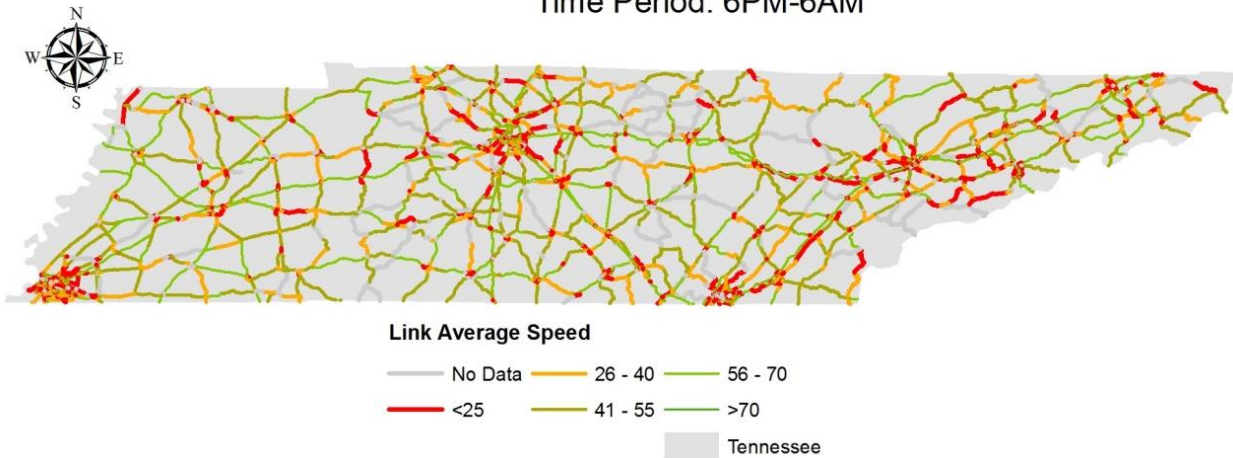 Time Period: 6PM-6AM
N
W E
S
Link Average Speed
No Data 26 - 40 56 - 70
<25 41 - 55 >70
Tennessee